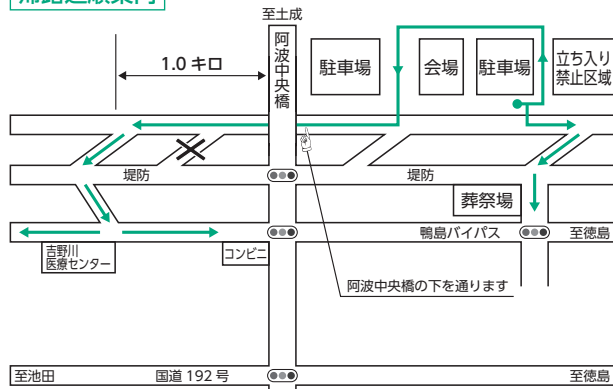 帰路迂廻案内
至土成
阿波中央橋
1.0 キロ
駐車場
会場
駐車場
立ち入り
禁止区域
堤防
堤防
葬祭場
鴨島バイパス
至徳島
吉野川
医療センター
コンビニ
阿波中央橋の下を通ります
至池田
国道 192 号
至徳島